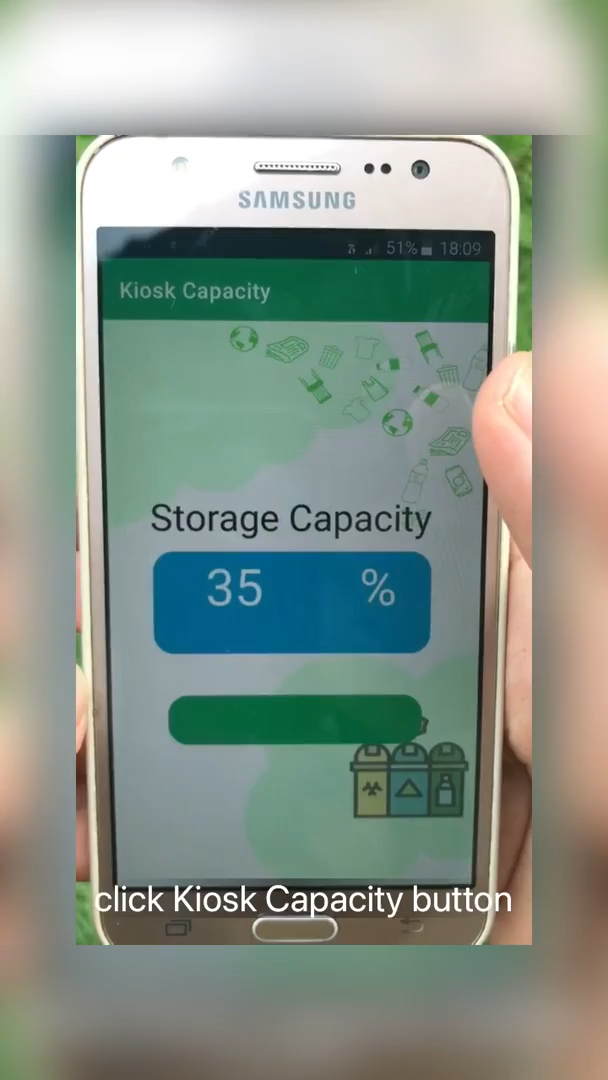 SAMSUNG
51% 18:09
Kiosk Capacity
Storage Capacity
35 %
click Kiosk Capacity button